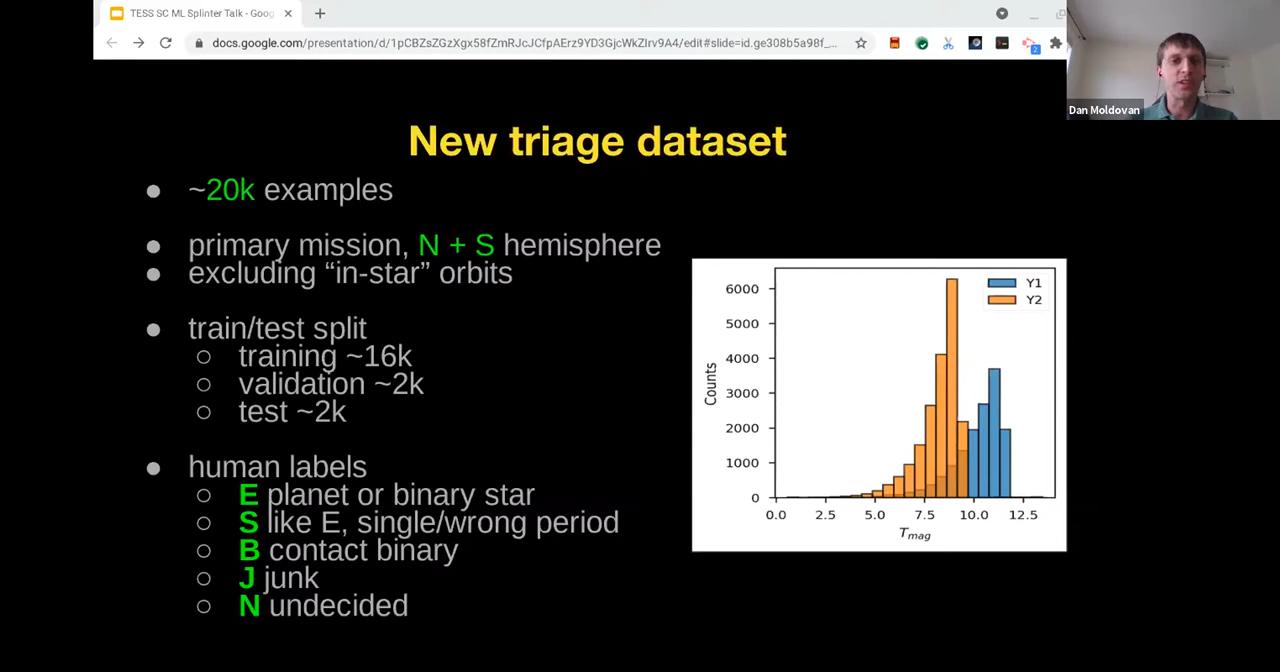 TESS SC ML Splinter Talk - Goog
docs.google.com/presentation/d/1pCBZsZGzXgx58fZmRJcJCfpAErz9YD3GjcWkZIrv9A4/edit#slide=id.ge308b5a98f_...
2
Dan Moldovan
New triage dataset
● ~20k examples
● primary mission, N + S hemisphere
● excluding “in-star” orbits
● train/test split
○ training ~16k
○ validation ~2k
○ test ~2k
● human labels
○ E planet or binary star
○ S like E, single/wrong period
○ B contact binary
○ J junk
○ N undecided
Y1
Y2
Counts
6000
5000
4000
3000
2000
1000
0
0.0 2.5 5.0 7.5 10.0 12.5
Tmag